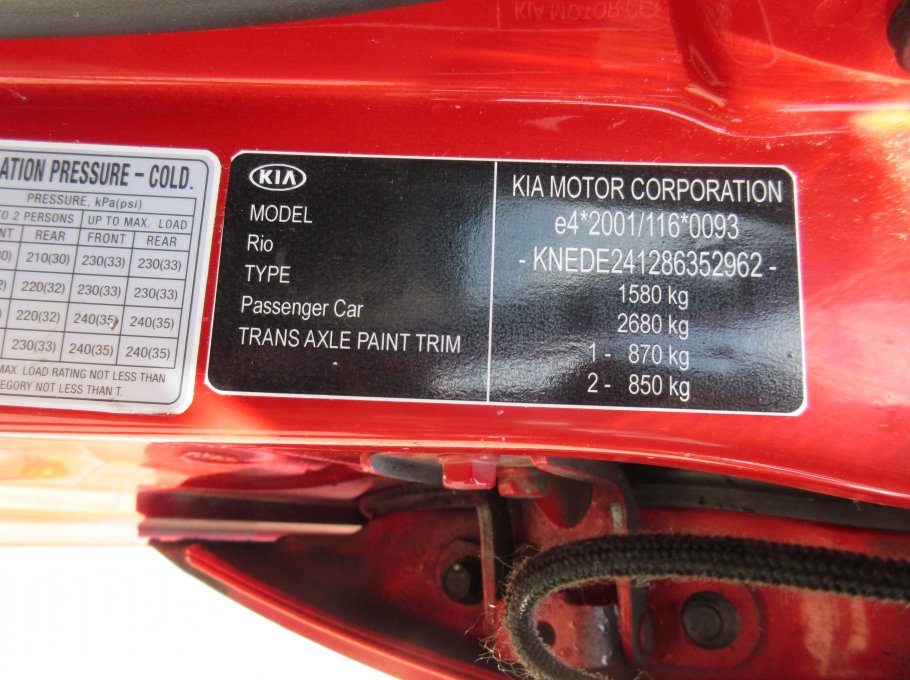 KIA MOTOR CO
ATION PRESSURE – COLD.
PRESSURE, kPa(psi)
2 PERSONS UP TO MAX. LOAD
REAR FRONT REAR
210(30) 230(33) 230(33)
220(32) 230(33) 230(33)
220(32) 240(35) 240(35)
230(33) 240(35) 240(35)
MAX. LOAD RATING NOT LESS THAN
EGORY NOT LESS THAN T.
KIA
MODEL
Rio
TYPE
Passenger Car
TRANS AXLE PAINT TRIM
KIA MOTOR CORPORATION
e4*2001/116*0093
- KNEDE241286352962 -
1580 kg
2680 kg
1 - 870 kg
2 - 850 kg